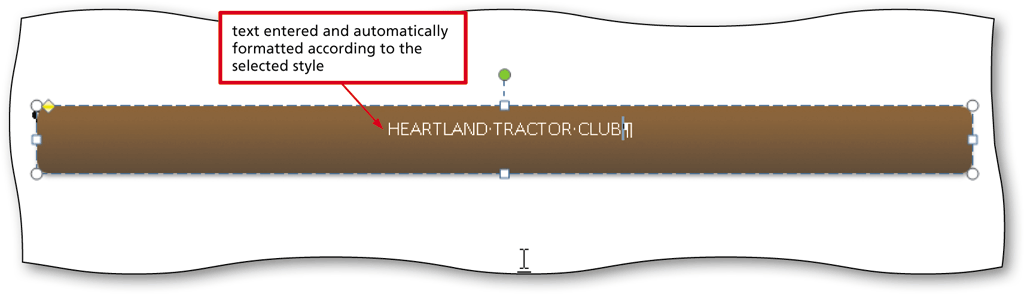 text entered and automatically
formatted according to the
selected style
HEARTLAND·TRACTOR·CLUB¶